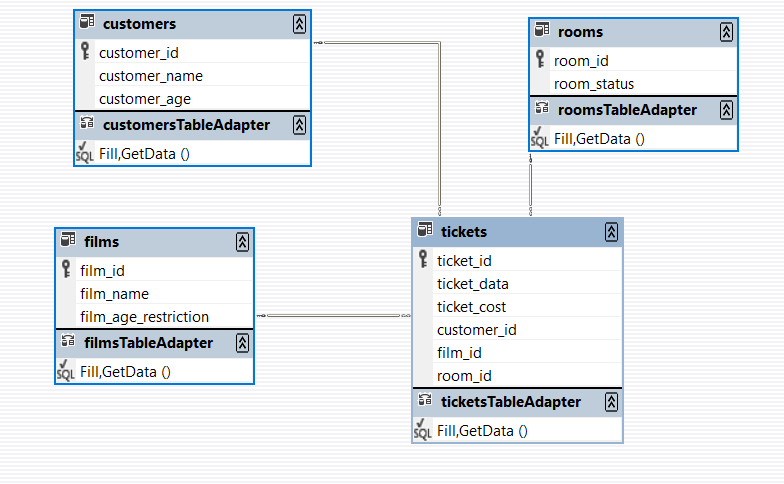 customers
customer_id
customer_name
customer_age
customersTableAdapter
SQL Fill,GetData ()
rooms
room_id
room_status
roomsTableAdapter
SQL Fill,GetData ()
films
film_id
film_name
film_age_restriction
filmsTableAdapter
SQL Fill,GetData ()
tickets
ticket_id
ticket_data
ticket_cost
customer_id
film_id
room_id
ticketsTableAdapter
SQL Fill,GetData ()